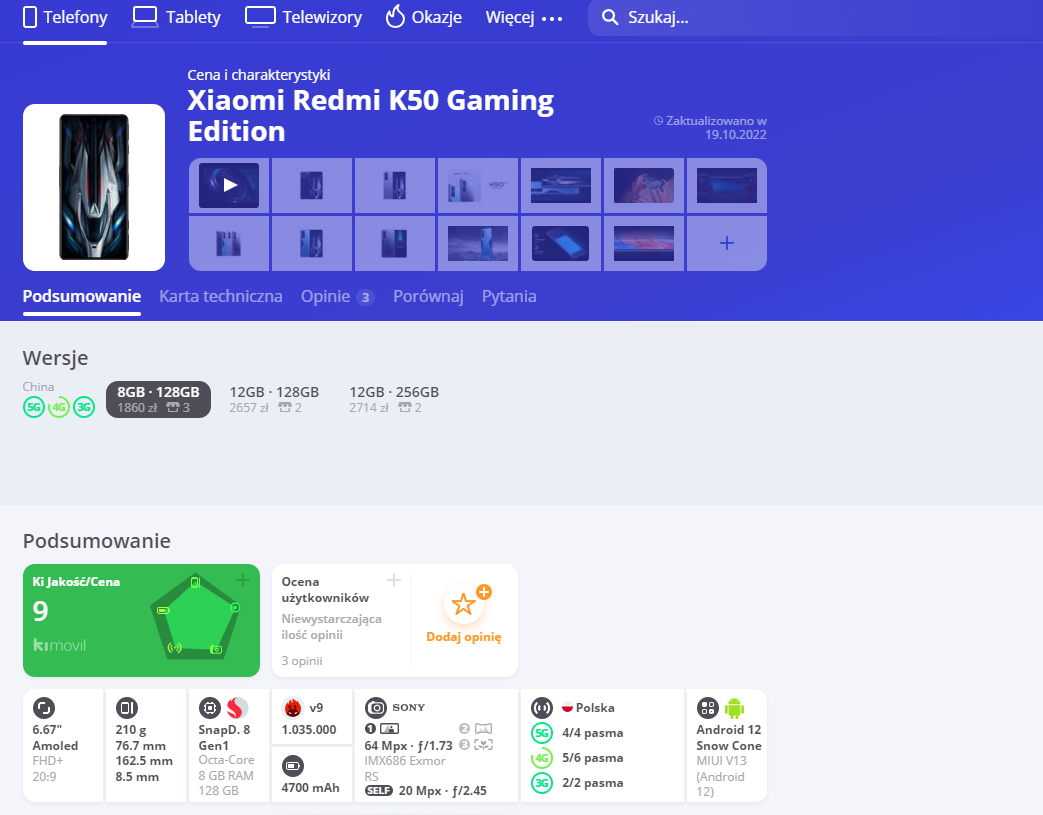 Telefony Tablety Telewizory Okazje Więcej ••• Szukaj...
Cena i charakterystyki
Xiaomi Redmi K50 Gaming
Edition
Zaktualizowano w
19.10.2022
Podsumowanie Karta techniczna Opinie 3 Porównaj Pytania
Wersje
China
5G 4G 3G
8GB · 128GB
1860 zł 3
12GB · 128GB
2657 zł 2
12GB · 256GB
2714 zł 2
Podsumowanie
Ki Jakość/Cena
9
kimovil
Ocena
użytkowników
Niewystarczająca
ilość opinii
3 opinii
Dodaj opinię
6.67"
Amoled
FHD+
20:9
210 g
76.7 mm
162.5 mm
8.5 mm
SnapD. 8
Gen1
Octa-Core
8 GB RAM
128 GB
v9
1.035.000
4700 mAh
SONY
1 2
64 Mpx · ƒ/1.73 3
IMX686 Exmor
RS
SELF 20 Mpx · ƒ/2.45
Polska
5G 4/4 pasma
4G 5/6 pasma
3G 2/2 pasma
Android 12
Snow Cone
MIUI V13
(Android
12)